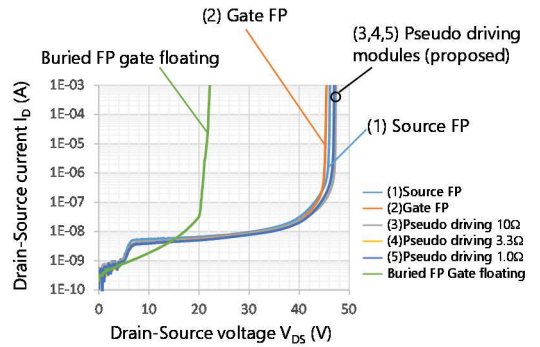 (2) Gate FP
(3,4,5) Pseudo driving
modules (proposed)
Buried FP gate floating
(1) Source FP
Drain-Source current I_D (A)
1E-03
1E-04
1E-05
1E-06
1E-07
1E-08
1E-09
1E-10
0 10 20 30 40 50
Drain-Source voltage V_DS (V)
(1)Source FP
(2)Gate FP
(3)Pseudo driving 10Ω
(4)Pseudo driving 3.3Ω
(5)Pseudo driving 1.0Ω
Buried FP Gate floating